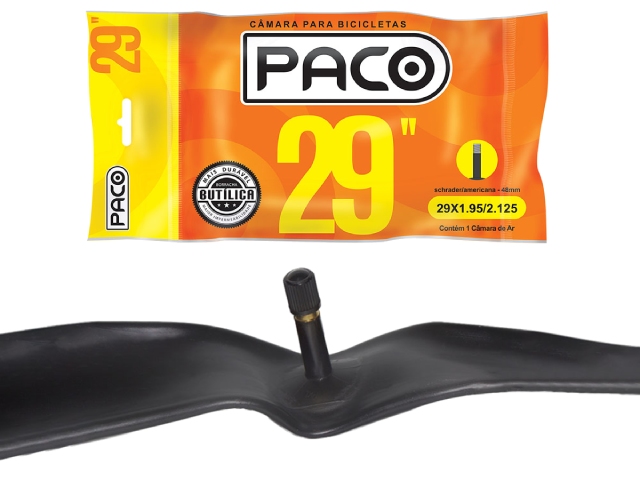 CÂMARA PARA BICICLETAS
29"
PACO
29"
PACO
MAIS DURÁVEL
BORRACHA
BUTÍLICA
schrader/americana - 48mm
29X1.95/2.125
Contém 1 Câmara de Ar